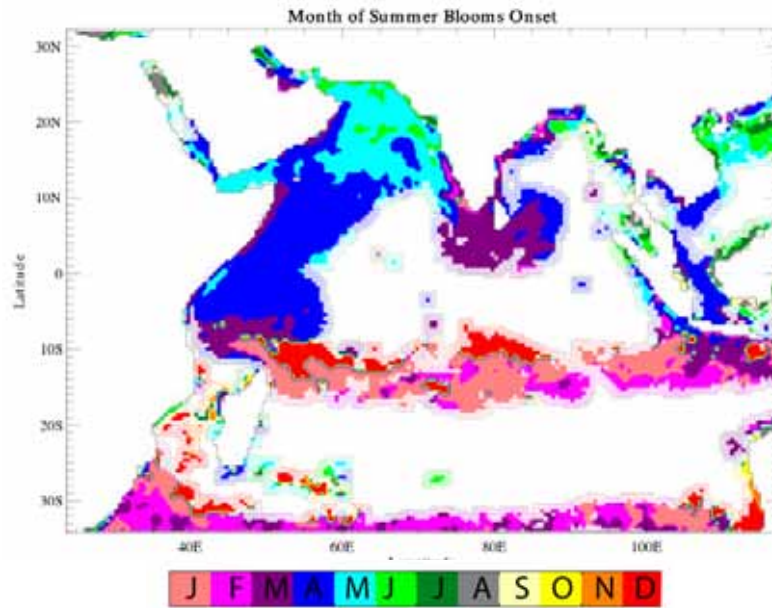 Month of Summer Blooms Onset
30N
20N
10N
0
10S
20S
30S
Latitude
40E 60E 80E 100E
J F M A M J J A S O N D